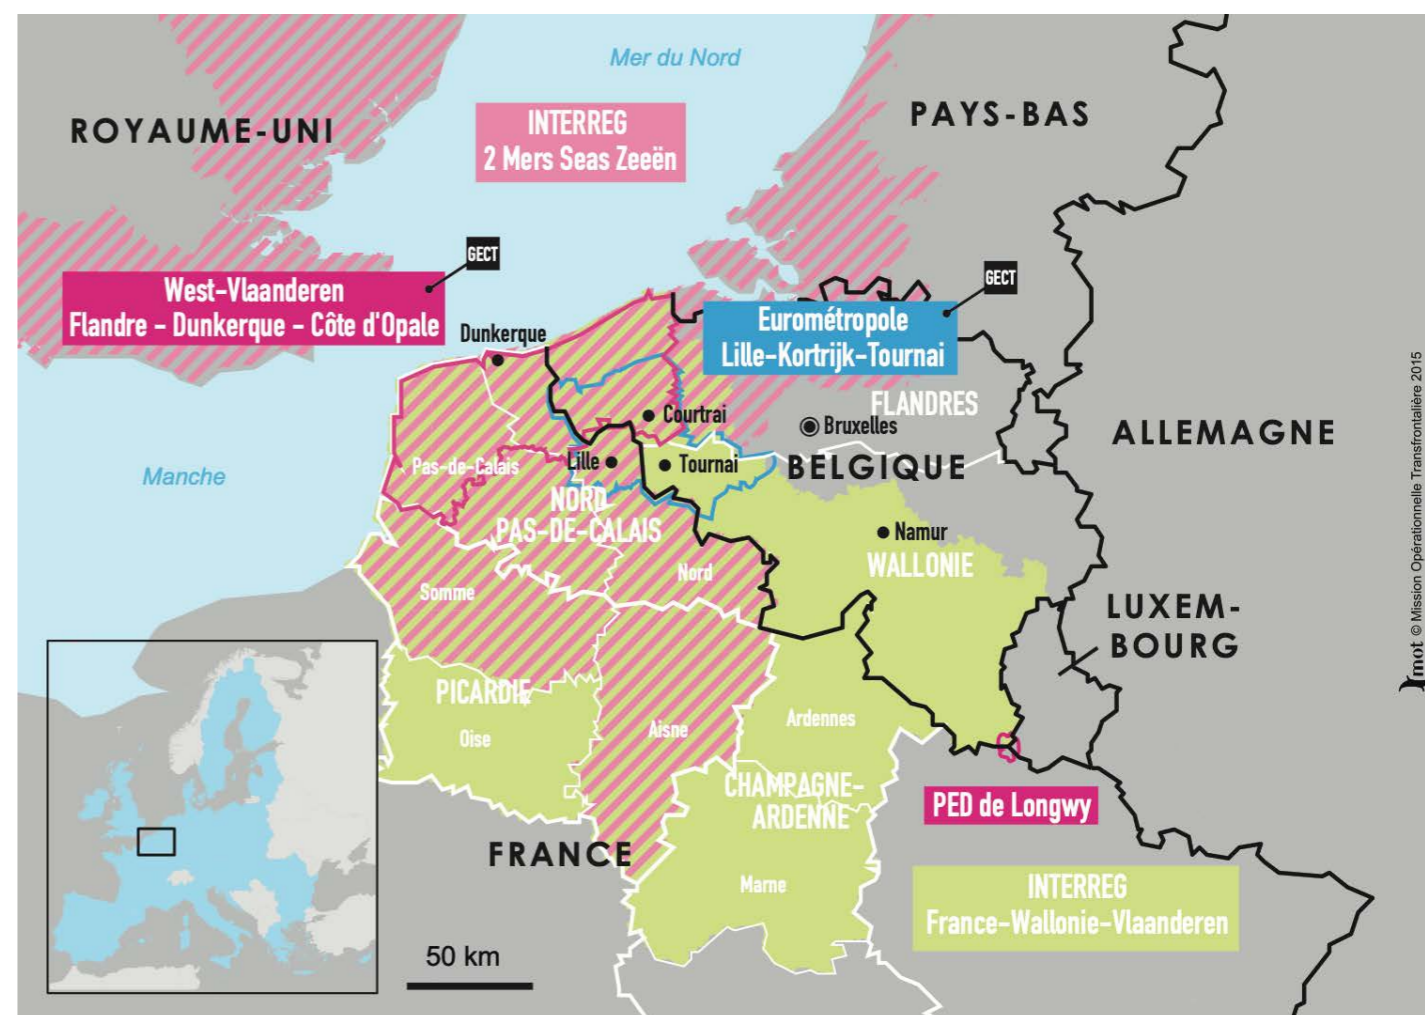 Mer du Nord
ROYAUME-UNI
INTERREG
2 Mers Seas Zeeën
PAYS-BAS
GECT
West-Vlaanderen
Flandre - Dunkerque - Côte d'Opale
GECT
Eurométropole
Lille-Kortrijk-Tournai
Dunkerque
FLANDRES
Courtrai
Bruxelles
ALLEMAGNE
Manche
Pas-de-Calais
Lille
Tournai
BELGIQUE
NORD
PAS-DE-CALAIS
Namur
WALLONIE
Nord
Somme
LUXEM-
BOURG
PICARDIE
Oise
Aisne
Ardennes
CHAMPAGNE-
ARDENNE
PED de Longwy
FRANCE
Marne
INTERREG
France-Wallonie-Vlaanderen
50 km
mot © Mission Opérationnelle Transfrontalière 2015